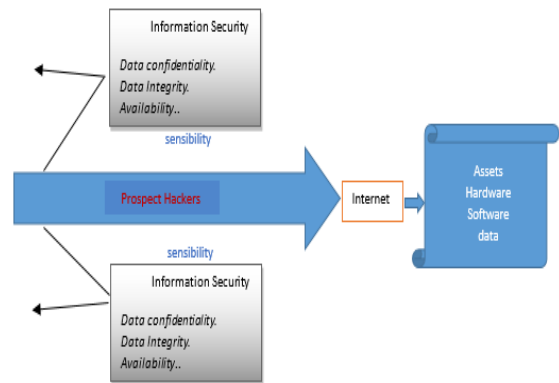 Information Security
Data confidentiality.
Data Integrity.
Availability..
sensibility
Prospect Hackers
Internet
Assets
Hardware
Software
data
sensibility
Information Security
Data confidentiality.
Data Integrity.
Availability..